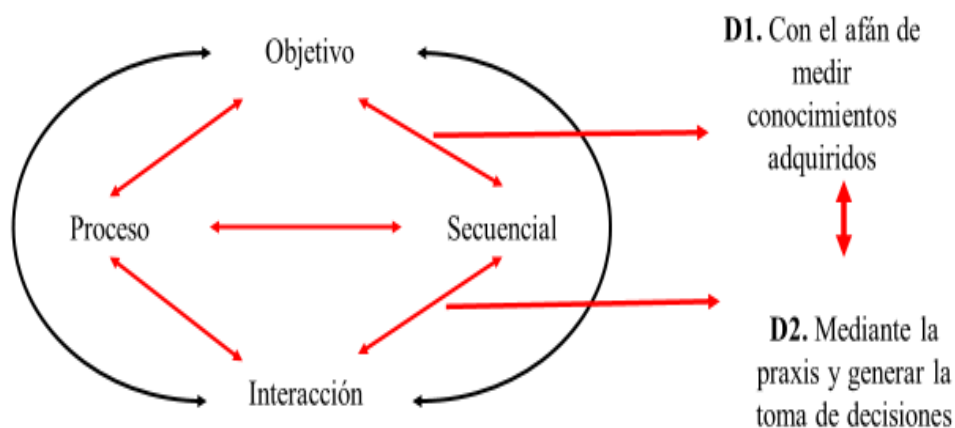 Objetivo
Proceso
Secuencial
Interacción
D1. Con el afán de
medir
conocimientos
adquiridos
D2. Mediante la
praxis y generar la
toma de decisiones